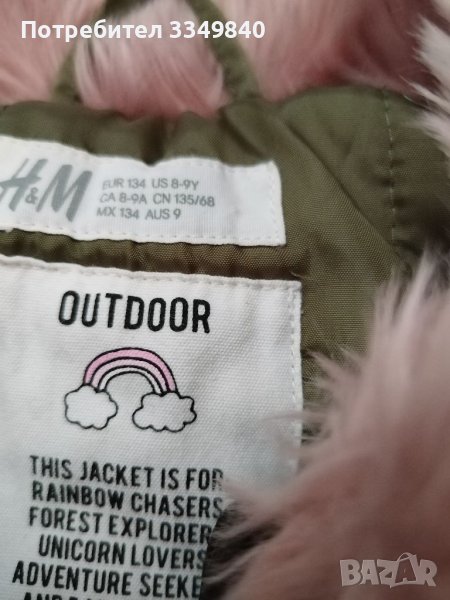 Потребител 3349840
H&M
EUR 134 US 8-9Y
CA 8-9A CN 135/68
MX 134 AUS 9
OUTDOOR
THIS JACKET IS FOR
RAINBOW CHASERS
FOREST EXPLORER
UNICORN LOVERS
ADVENTURE SEEKE
BAZAR